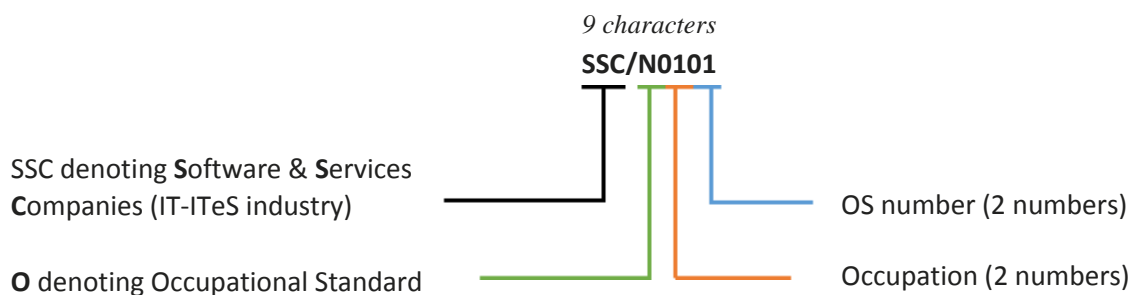 9 characters
SSC/N0101
SSC denoting Software & Services
Companies (IT-ITeS industry)
OS number (2 numbers)
O denoting Occupational Standard
Occupation (2 numbers)